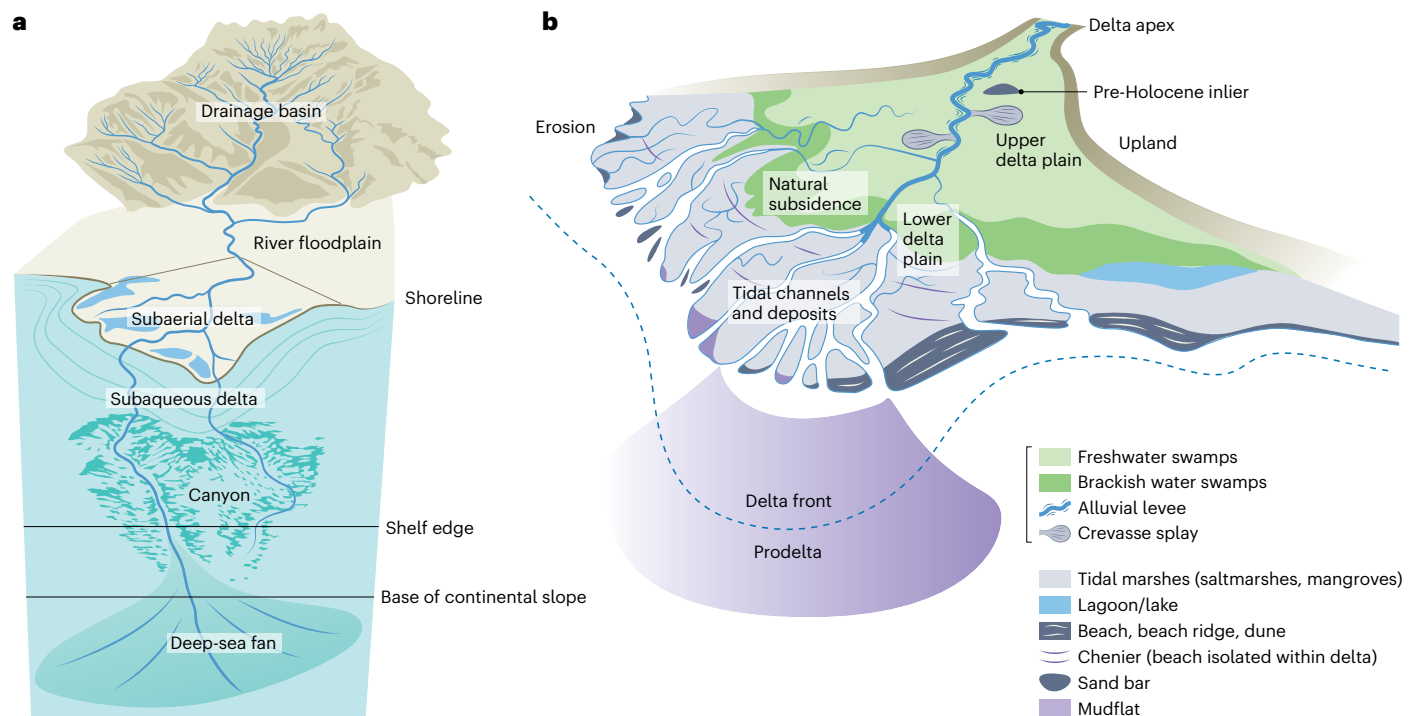 a
Drainage basin
River floodplain
Shoreline
Subaerial delta
Subaqueous delta
Canyon
Shelf edge
Base of continental slope
Deep-sea fan
b
Delta apex
Pre-Holocene inlier
Erosion
Upper
delta plain
Upland
Natural
subsidence
Lower
delta
plain
Tidal channels
and deposits
Delta front
Prodelta
Freshwater swamps
Brackish water swamps
Alluvial levee
Crevasse splay
Tidal marshes (saltmarshes, mangroves)
Lagoon/lake
Beach, beach ridge, dune
Chenier (beach isolated within delta)
Sand bar
Mudflat